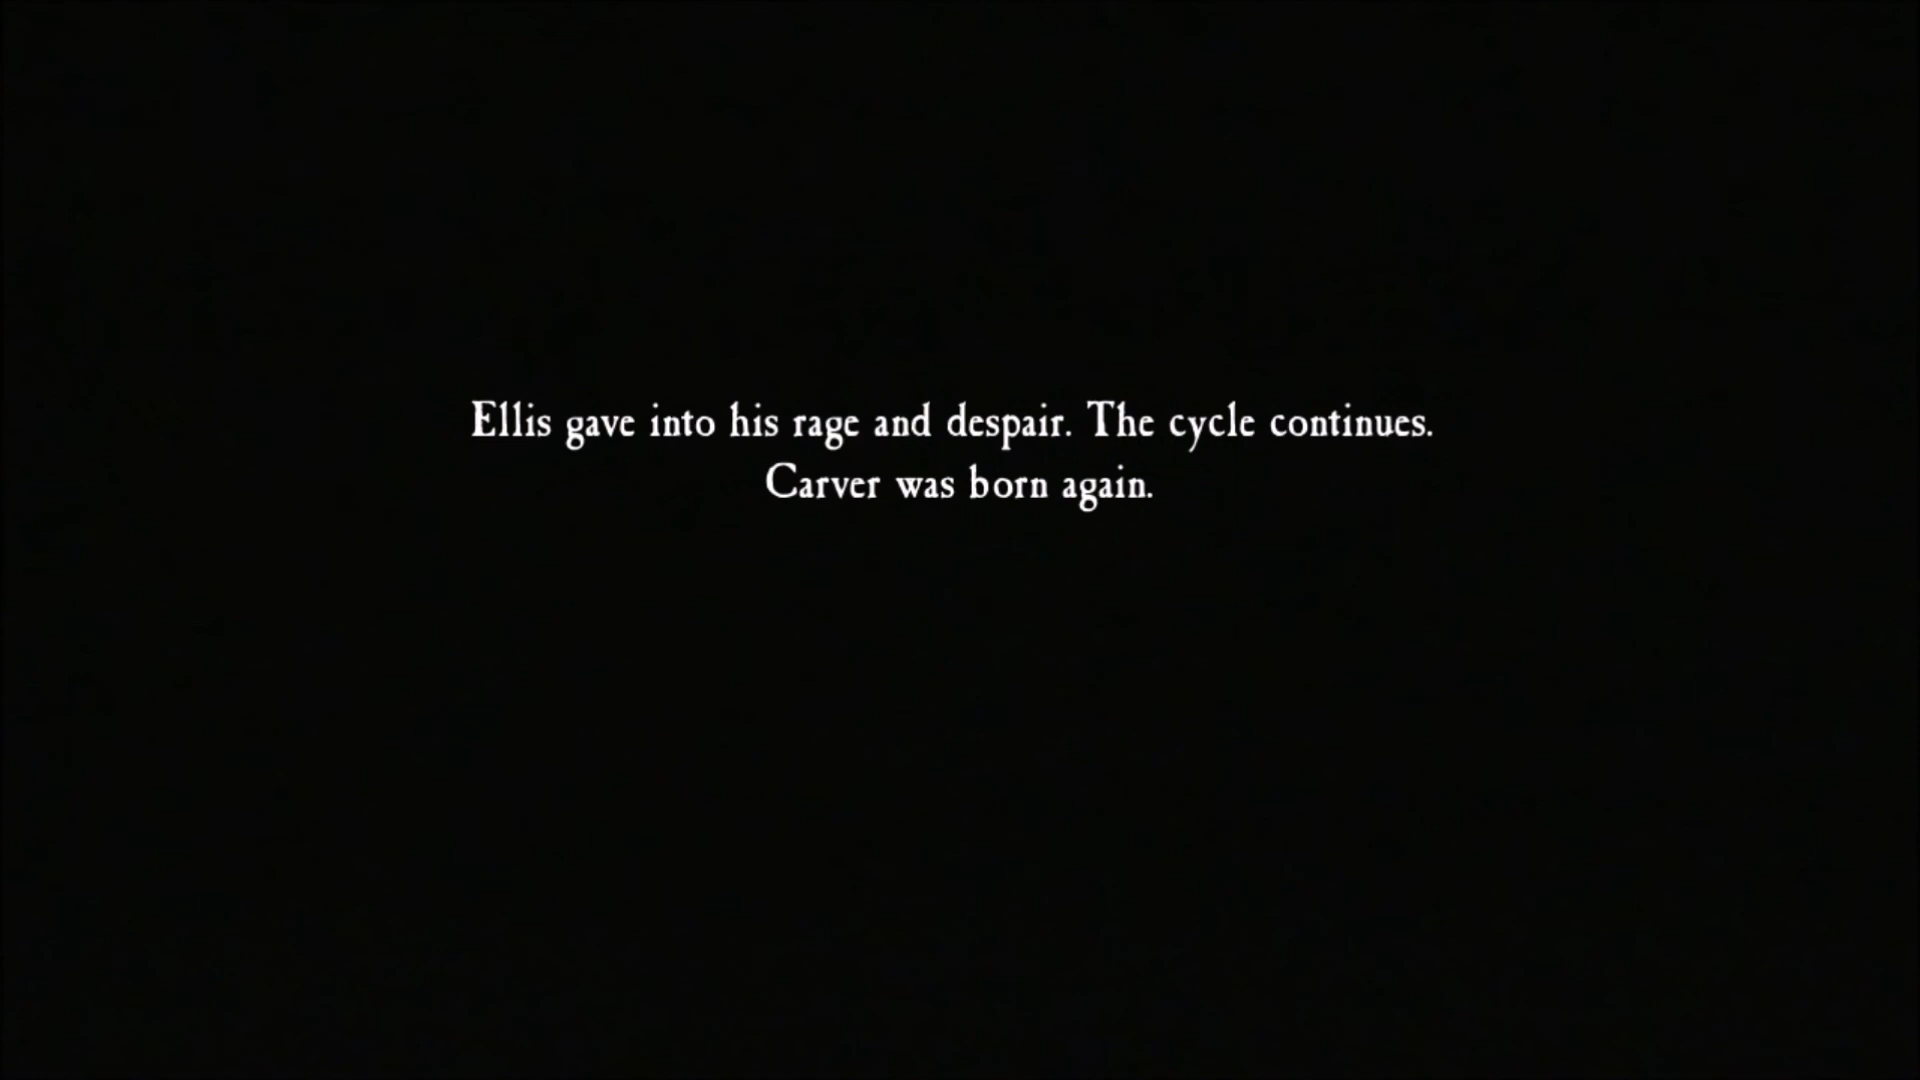 Ellis gave into his rage and despair. The cycle continues.
Carver was born again.